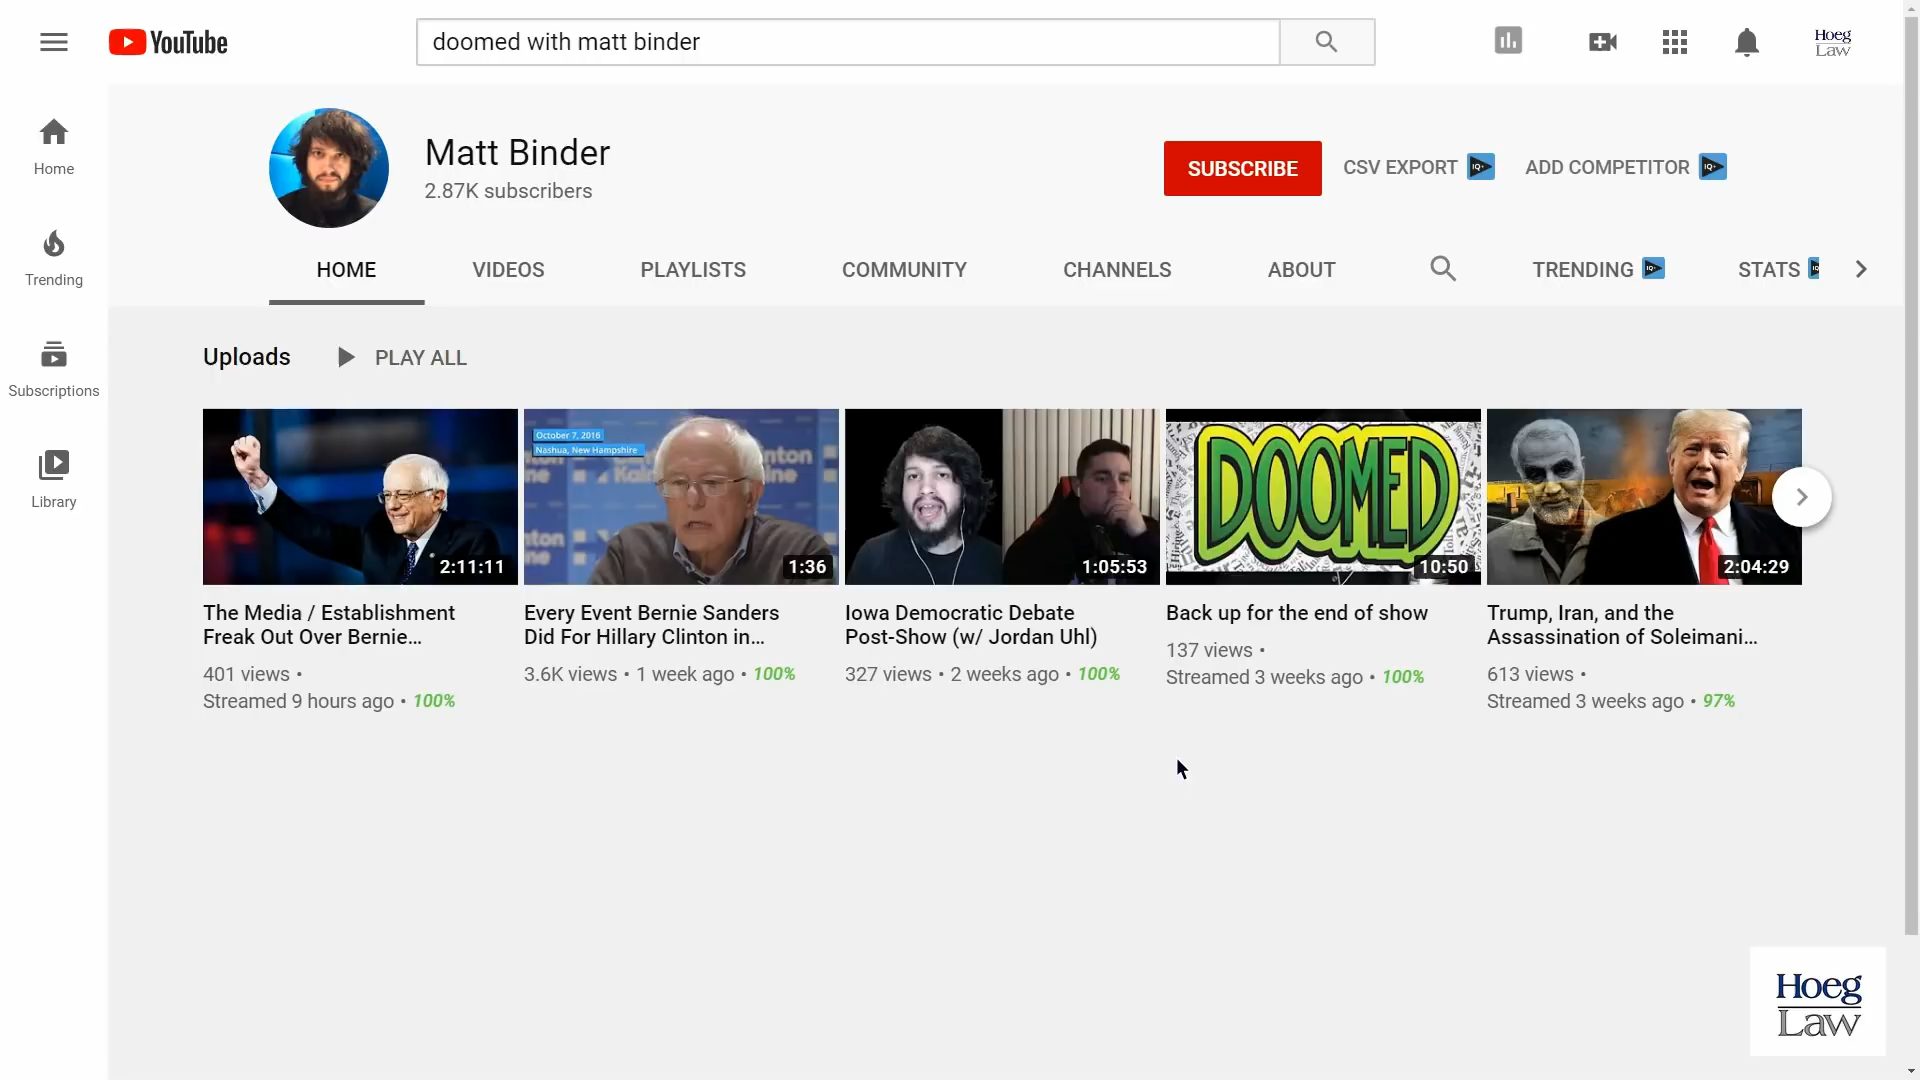 YouTube
doomed with matt binder
Hoeg
Law
Home
Trending
Subscriptions
Library
Matt Binder
2.87K subscribers
SUBSCRIBE
CSV EXPORT
IQ+
ADD COMPETITOR
IQ+
HOME
VIDEOS
PLAYLISTS
COMMUNITY
CHANNELS
ABOUT
TRENDING
STATS
Uploads
PLAY ALL
2:11:11
October 7, 2016
Nashua, New Hampshire
1:36
1:05:53
DOOMED
10:50
2:04:29
The Media / Establishment
Freak Out Over Bernie...
401 views •
Streamed 9 hours ago • 100%
Every Event Bernie Sanders
Did For Hillary Clinton in...
3.6K views • 1 week ago • 100%
Iowa Democratic Debate
Post-Show (w/ Jordan Uhl)
327 views • 2 weeks ago • 100%
Back up for the end of show
137 views •
Streamed 3 weeks ago • 100%
Trump, Iran, and the
Assassination of Soleimani...
613 views •
Streamed 3 weeks ago • 97%
Hoeg
Law